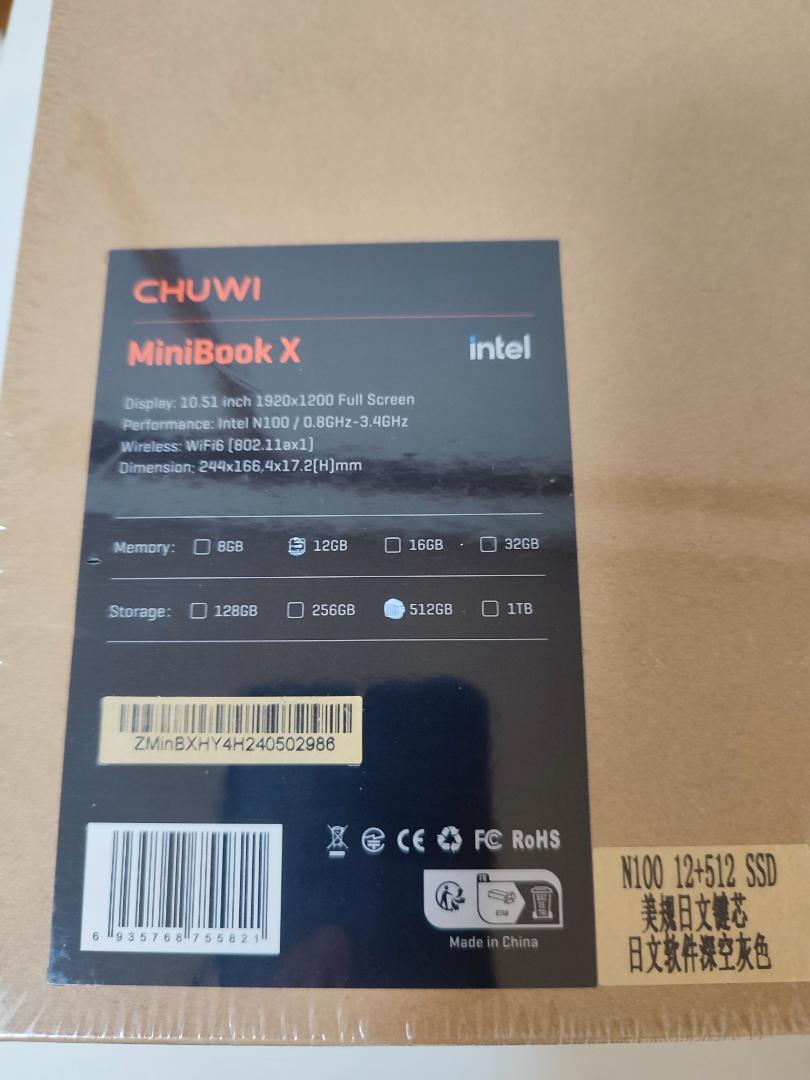 CHUWI
MiniBook X
intel
Display: 10.51 inch 1920x1200 Full Screen
Performance: Intel N100 / 0.8GHz-3.4GHz
Wireless: WiFi6 (802.11ax1)
Dimension: 244x166,4x17.2(H)mm
Memory: 8GB 12GB 16GB 32GB
Storage: 128GB 256GB 512GB 1TB
ZMinBXHY4H240502986
CE FC RoHS
6 935768 755821
Made in China
N100 12+512 SSD
美规日文键芯
日文软件深空灰色